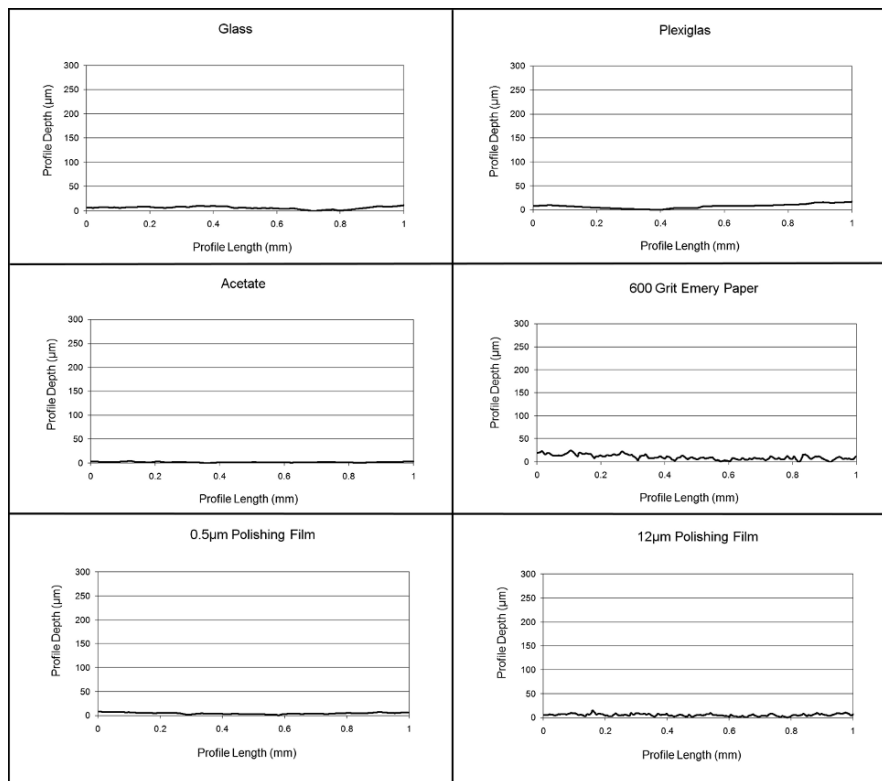 Glass
300
250
200
150
100
50
0
Profile Depth (µm)
0 0.2 0.4 0.6 0.8 1
Profile Length (mm)
Plexiglas
300
250
200
150
100
50
0
Profile Depth (µm)
0 0.2 0.4 0.6 0.8 1
Profile Length (mm)
Acetate
300
250
200
150
100
50
0
Profile Depth (µm)
0 0.2 0.4 0.6 0.8 1
Profile Length (mm)
600 Grit Emery Paper
300
250
200
150
100
50
0
Profile Depth (µm)
0 0.2 0.4 0.6 0.8 1
Profile Length (mm)
0.5µm Polishing Film
300
250
200
150
100
50
0
Profile Depth (µm)
0 0.2 0.4 0.6 0.8 1
Profile Length (mm)
12µm Polishing Film
300
250
200
150
100
50
0
Profile Depth (µm)
0 0.2 0.4 0.6 0.8 1
Profile Length (mm)